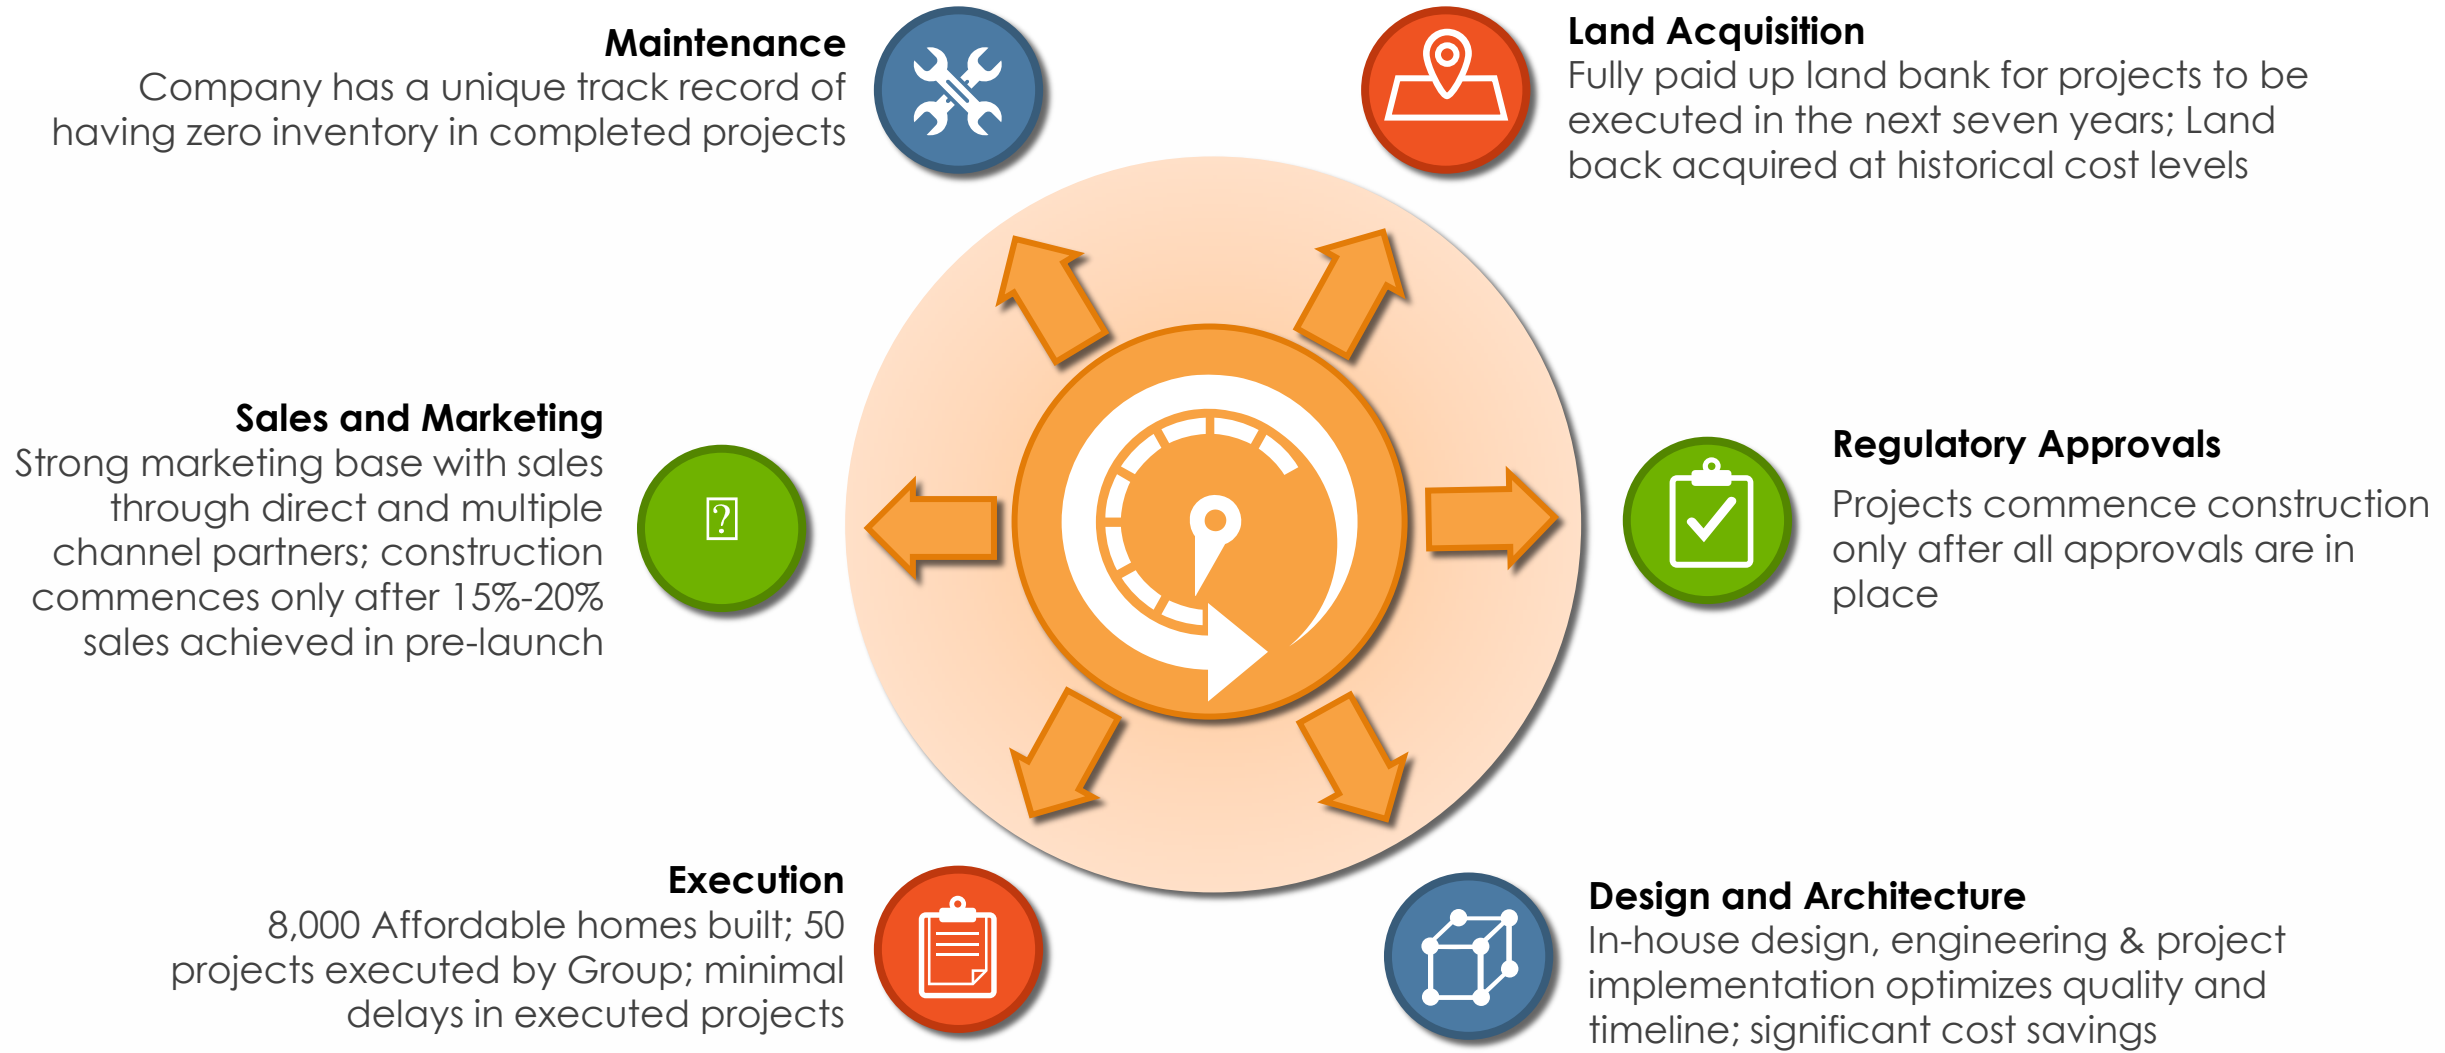 Maintenance
Company has a unique track record of
having zero inventory in completed projects
Land Acquisition
Fully paid up land bank for projects to be
executed in the next seven years; Land
back acquired at historical cost levels
Sales and Marketing
Strong marketing base with sales
through direct and multiple
channel partners; construction
commences only after 15%-20%
sales achieved in pre-launch
?
Regulatory Approvals
Projects commence construction
only after all approvals are in
place
Execution
8,000 Affordable homes built; 50
projects executed by Group; minimal
delays in executed projects
Design and Architecture
In-house design, engineering & project
implementation optimizes quality and
timeline; significant cost savings